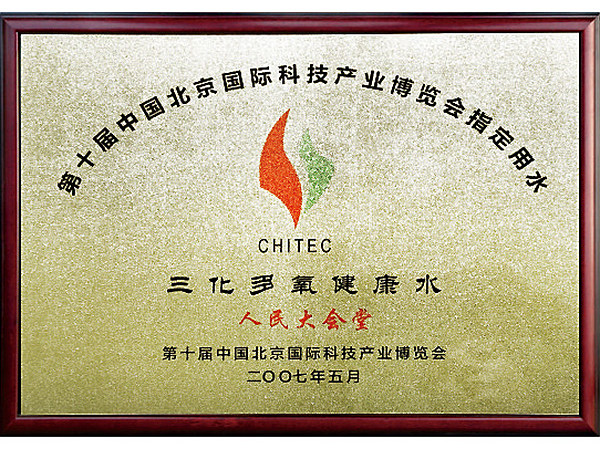 第十届中国北京国际科技产业博览会指定用水
CHITEC
三化多氧健康水
人民大会堂
第十届中国北京国际科技产业博览会
二〇〇七年五月